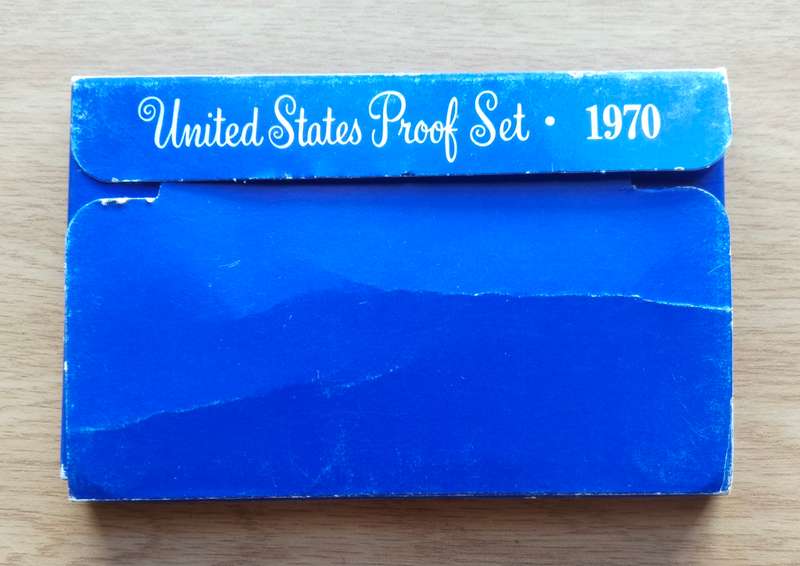 United States Proof Set • 1970